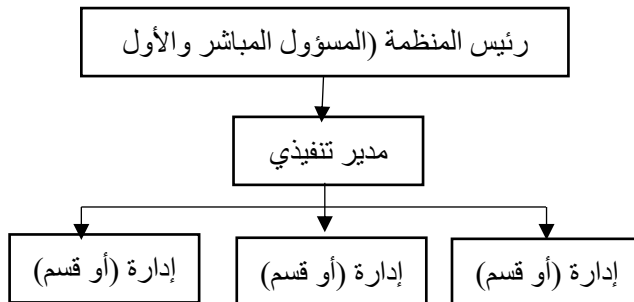 رئيس المنظمة (المسؤول المباشر والأول
مدير تنفيذي
إدارة (أو قسم)
إدارة (أو قسم)
إدارة (أو قسم)